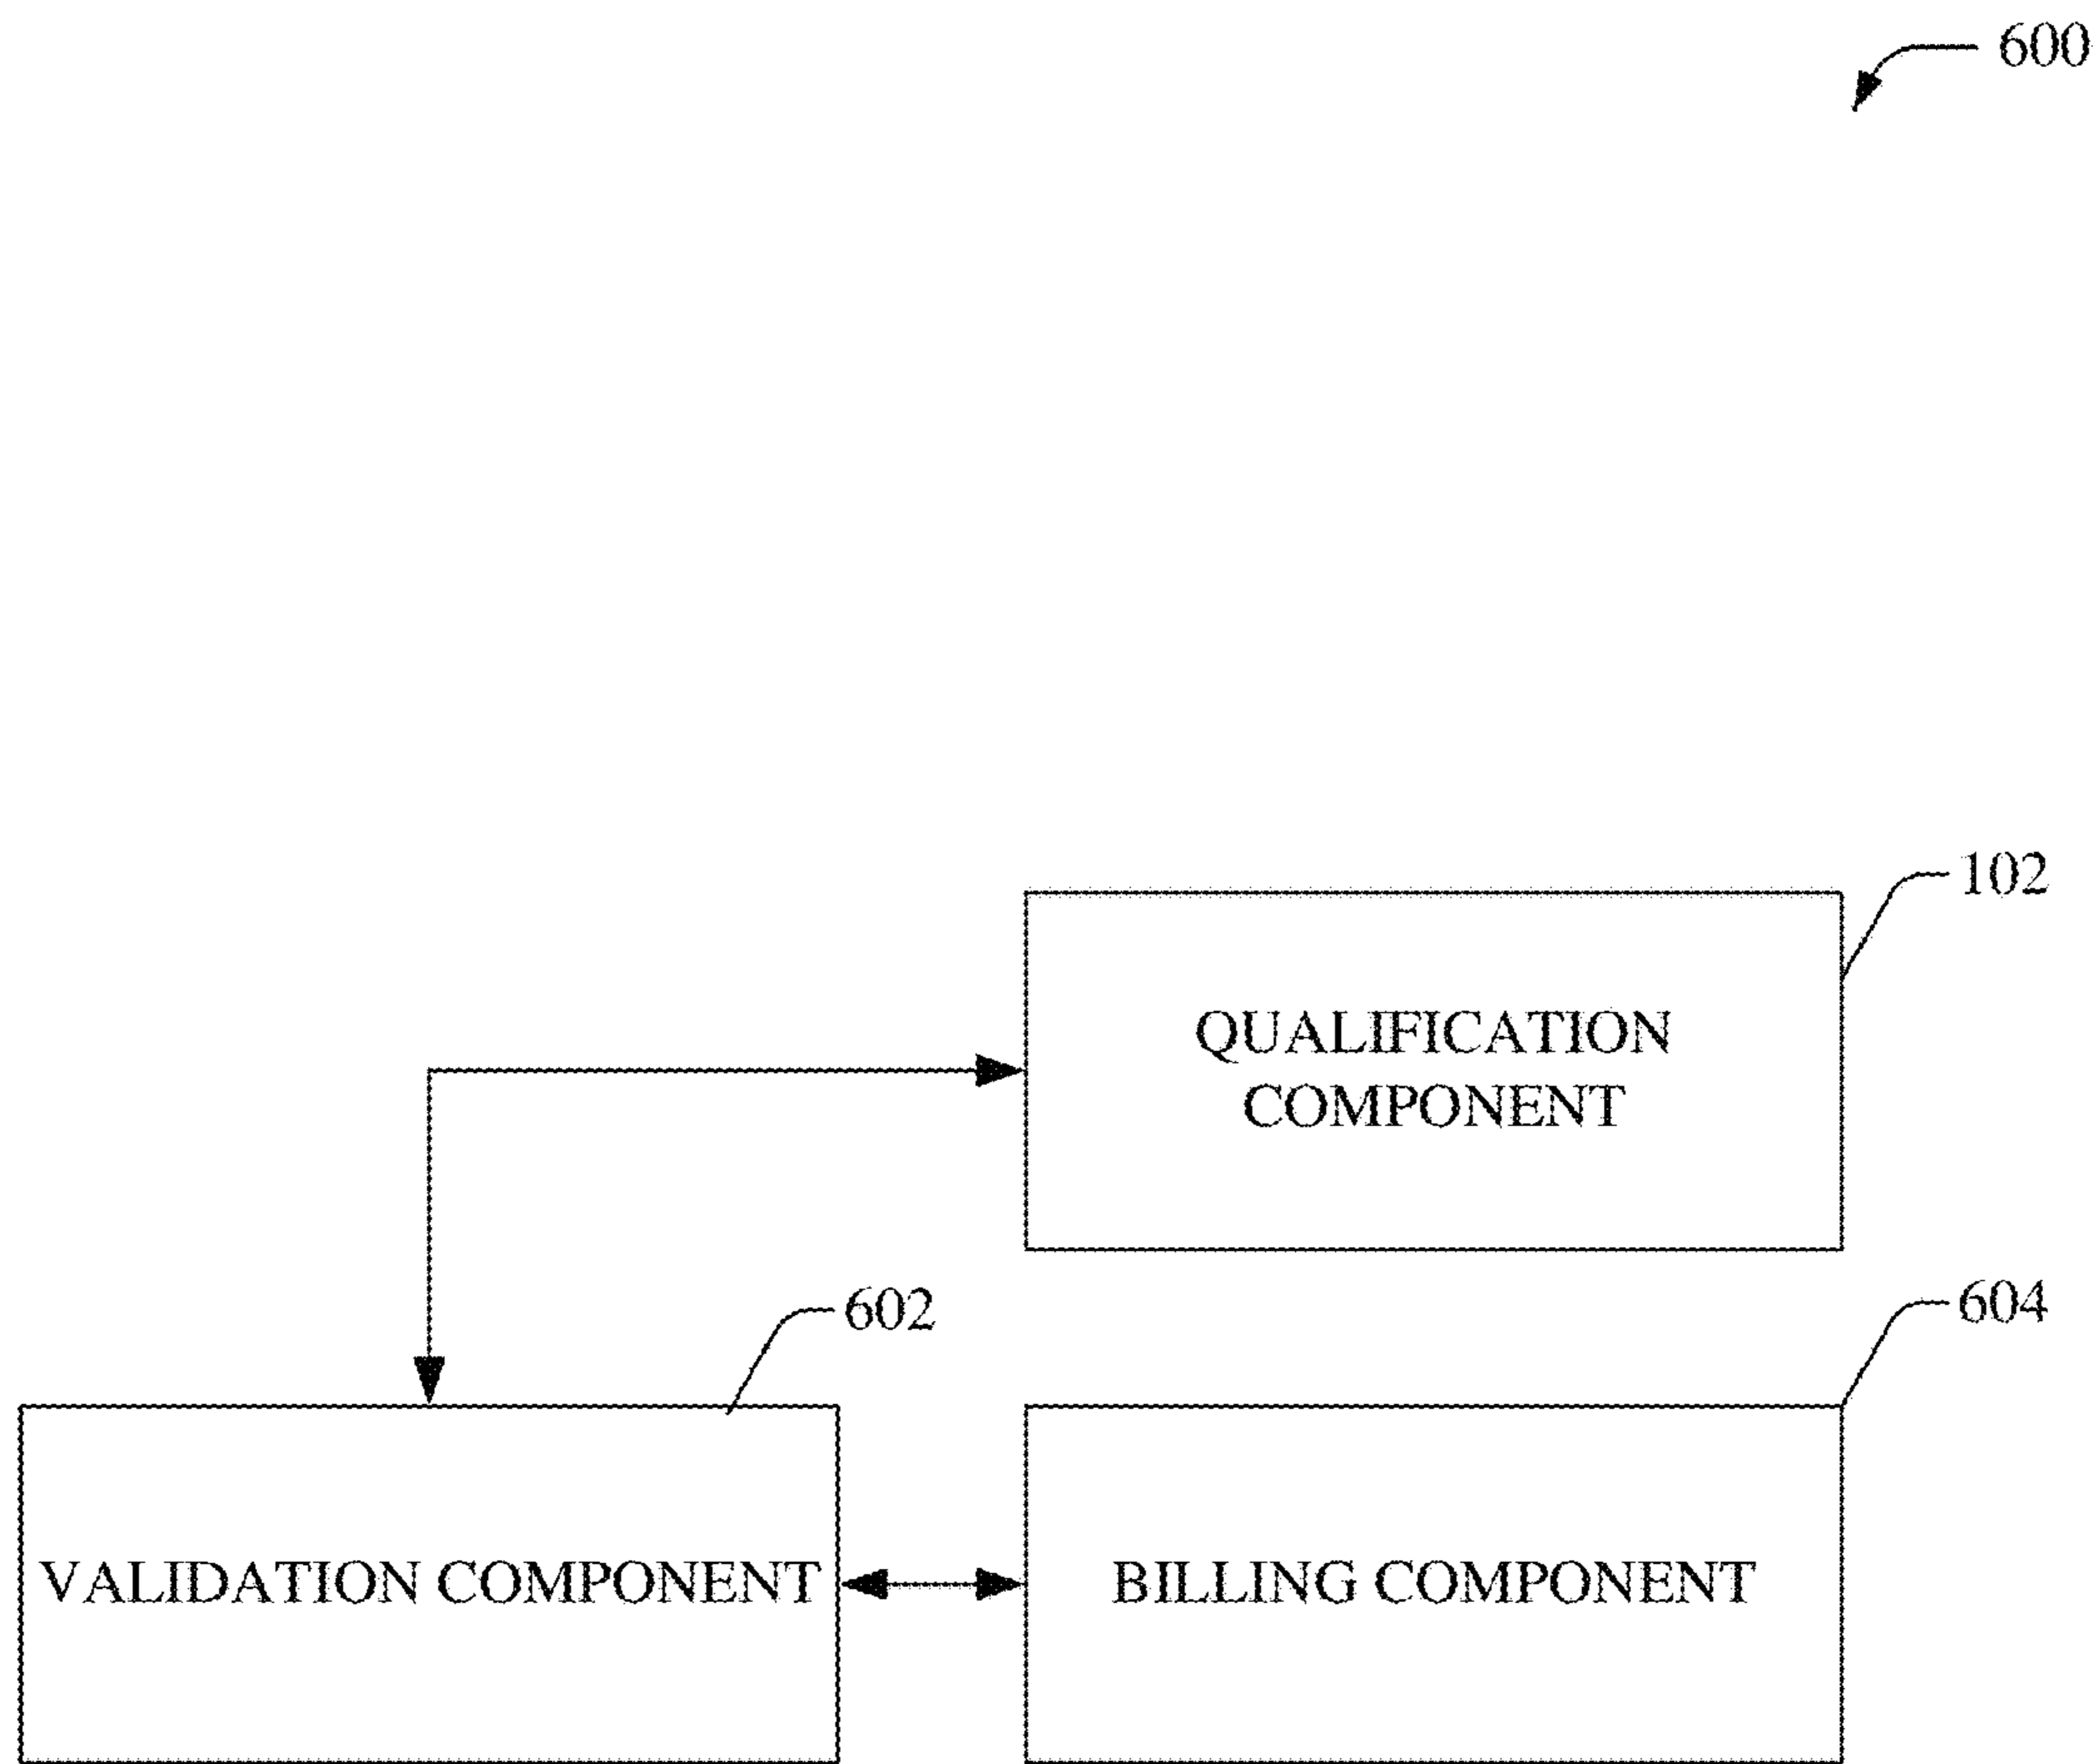 600
102
QUALIFICATION
COMPONENT
602
604
VALIDATION COMPONENT
BILLING COMPONENT